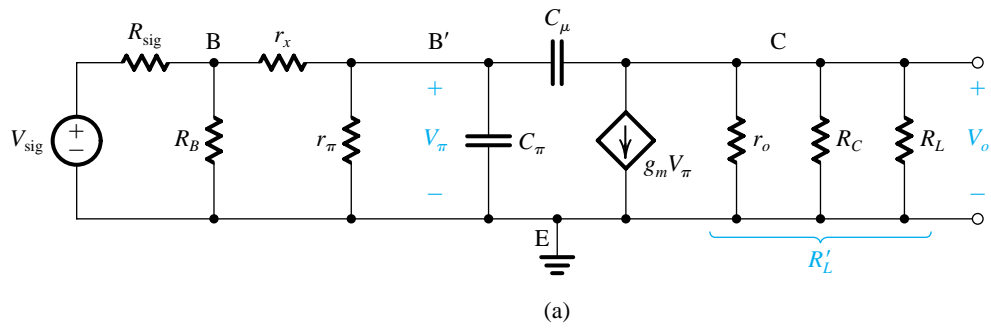 R_sig
B
r_x
B′
C_μ
C
V_sig
+
−
R_B
r_π
+
V_π
−
C_π
g_mV_π
r_o
R_C
R_L
+
V_o
−
E
R′_L
(a)